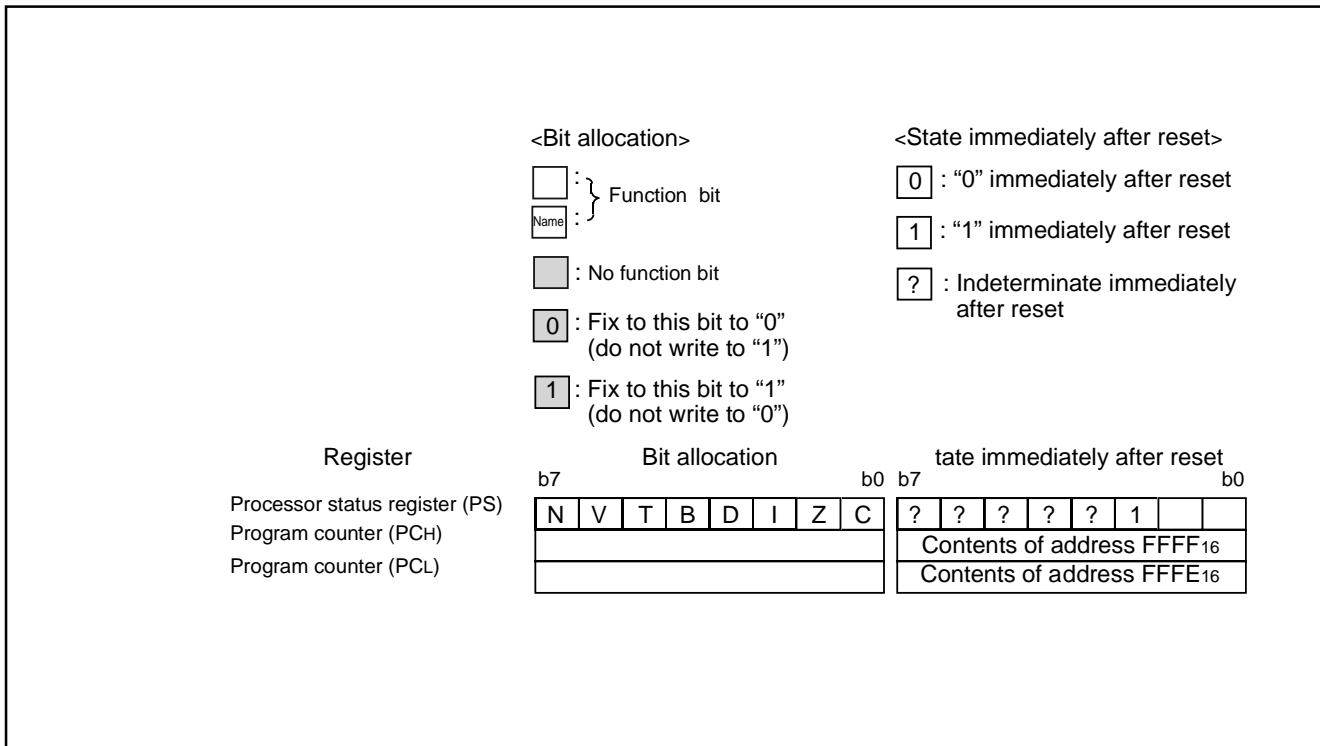 <Bit allocation>
:
Function bit
Name :
: No function bit
0 : Fix to this bit to “0”
(do not write to “1”)
1 : Fix to this bit to “1”
(do not write to “0”)
<State immediately after reset>
0 : “0” immediately after reset
1 : “1” immediately after reset
? : Indeterminate immediately
after reset
Register Bit allocation tate immediately after reset
b7 b0 b7 b0
Processor status register (PS) N V T B D I Z C ? ? ? ? ? 1
Program counter (PCH) Contents of address FFFF16
Program counter (PCL) Contents of address FFFE16